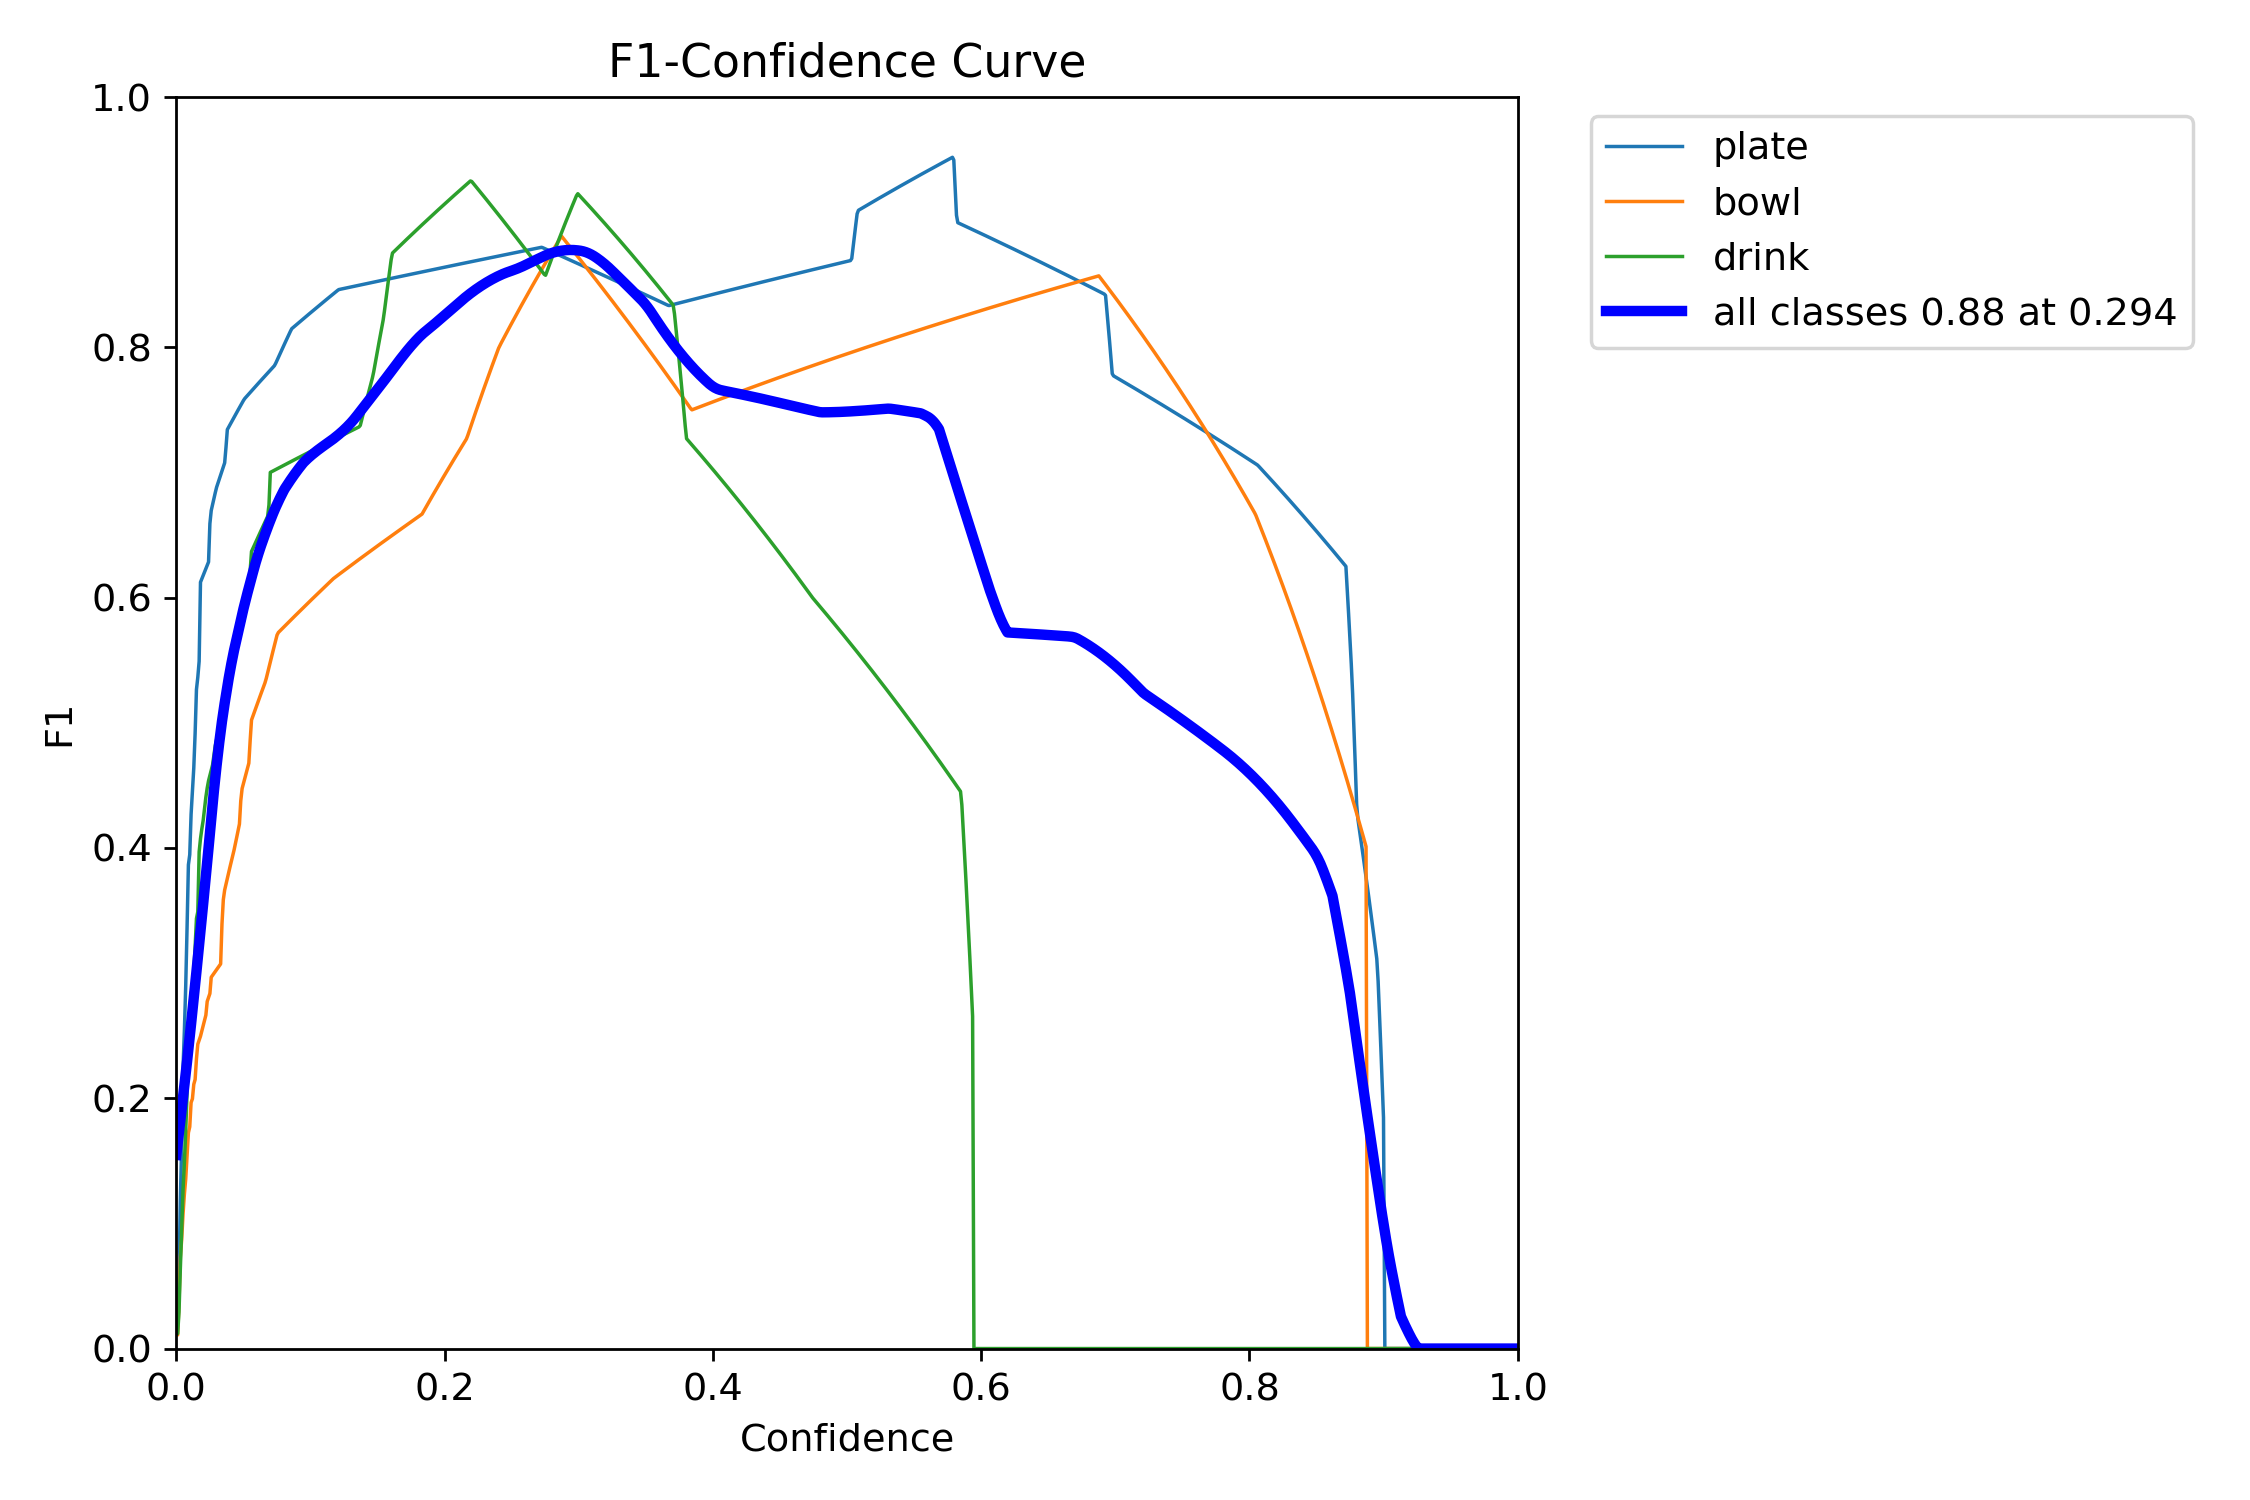 F1-Confidence Curve
1.0
0.8
0.6
0.4
0.2
0.0
F1
0.0 0.2 0.4 0.6 0.8 1.0
Confidence
plate
bowl
drink
all classes 0.88 at 0.294